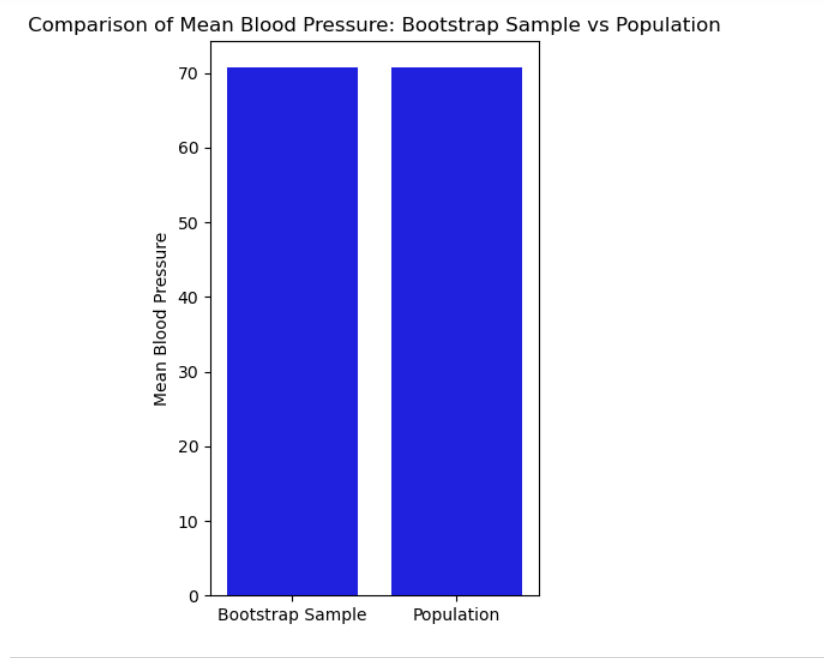 Comparison of Mean Blood Pressure: Bootstrap Sample vs Population
70
60
50
40
30
20
10
0
Mean Blood Pressure
Bootstrap Sample
Population